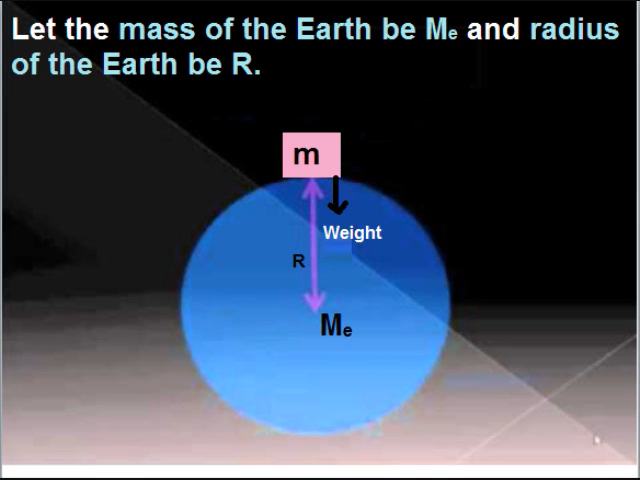 Let the mass of the Earth be Me and radius
of the Earth be R.
m
Weight
R
Me